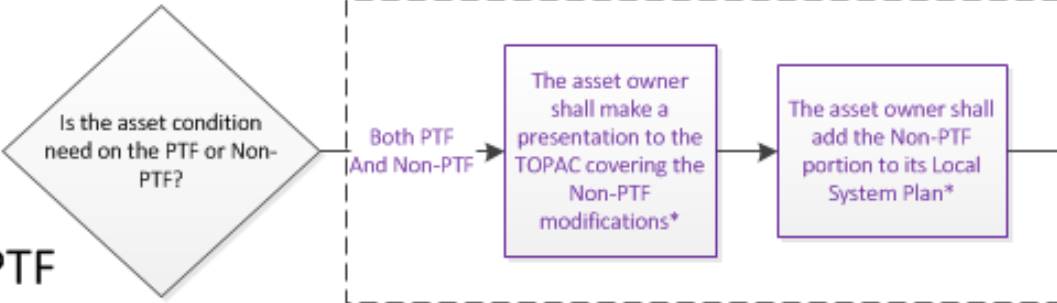 Is the asset condition
need on the PTF or Non-
PTF?
Both PTF
And Non-PTF
The asset owner
shall make a
presentation to the
TOPAC covering the
Non-PTF
modifications*
The asset owner shall
add the Non-PTF
portion to its Local
System Plan*
PTF